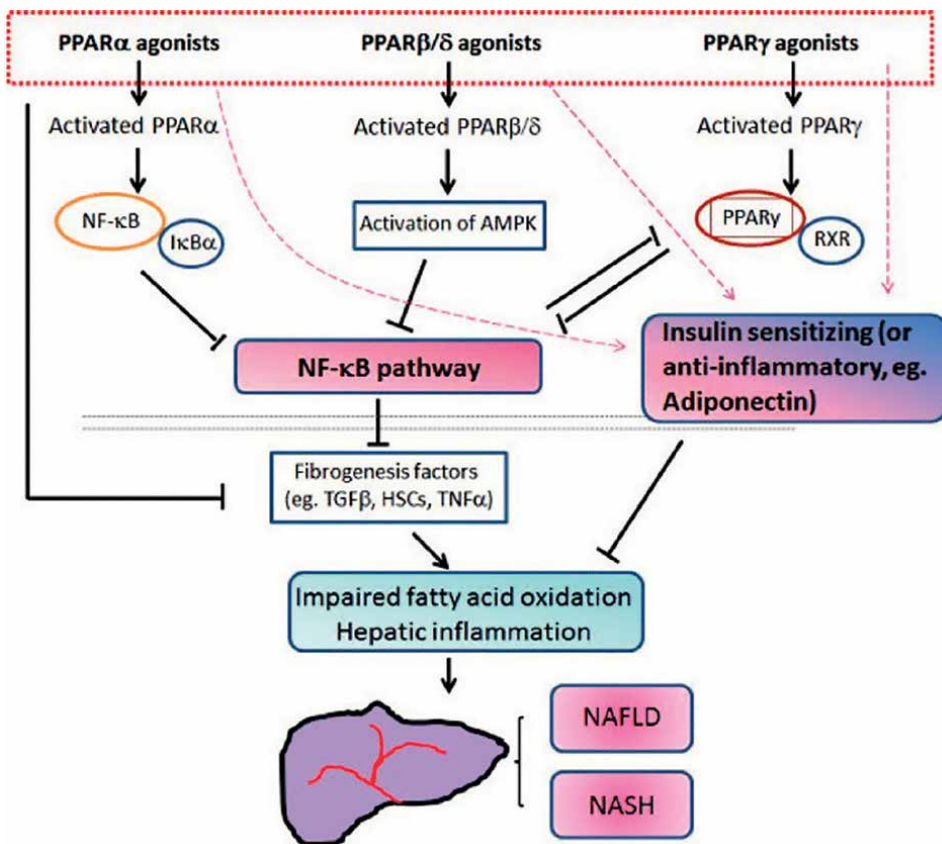 PPARα agonists
PPARβ/δ agonists
PPARγ agonists
Activated PPARα
Activated PPARβ/δ
Activated PPARγ
NF-κB
IκBα
Activation of AMPK
PPARγ
RXR
NF-κB pathway
Insulin sensitizing (or
anti-inflammatory, eg.
Adiponectin)
Fibrogenesis factors
(eg. TGFβ, HSCs, TNFα)
Impaired fatty acid oxidation
Hepatic inflammation
NAFLD
NASH